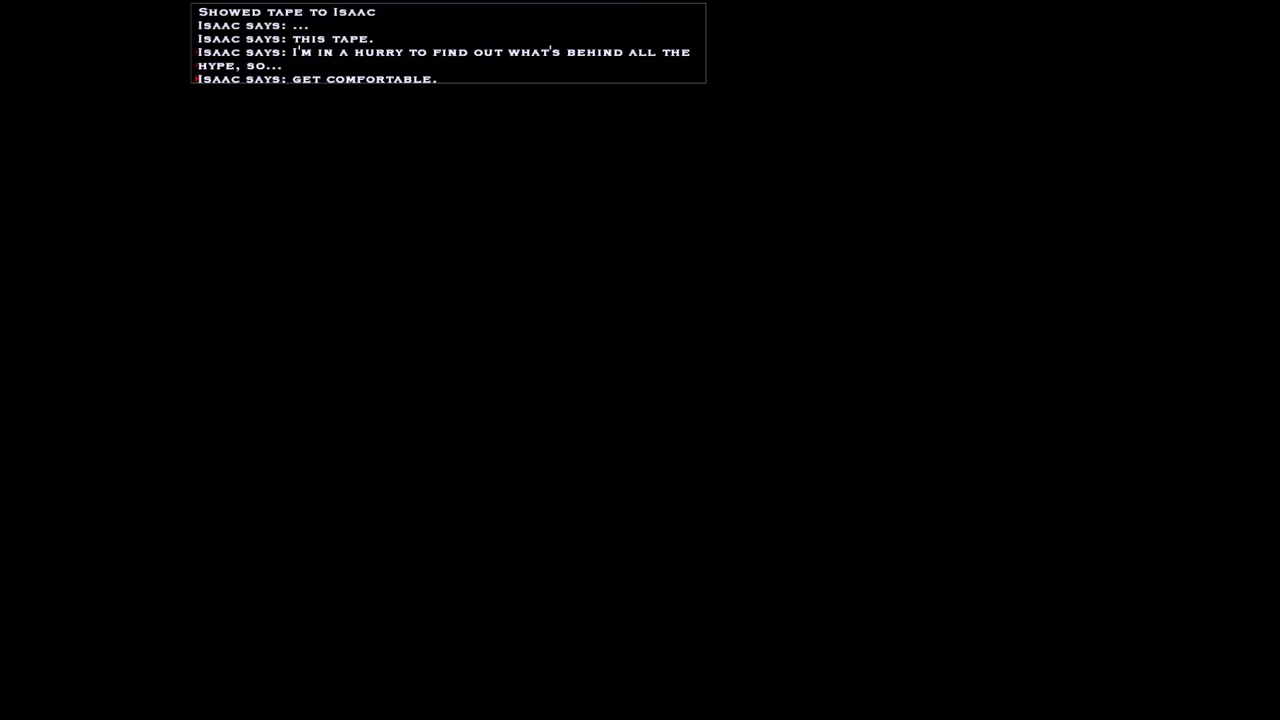 Showed tape to Isaac
Isaac says: ...
Isaac says: this tape.
Isaac says: I'm in a hurry to find out what's behind all the
hype, so...
Isaac says: get comfortable.